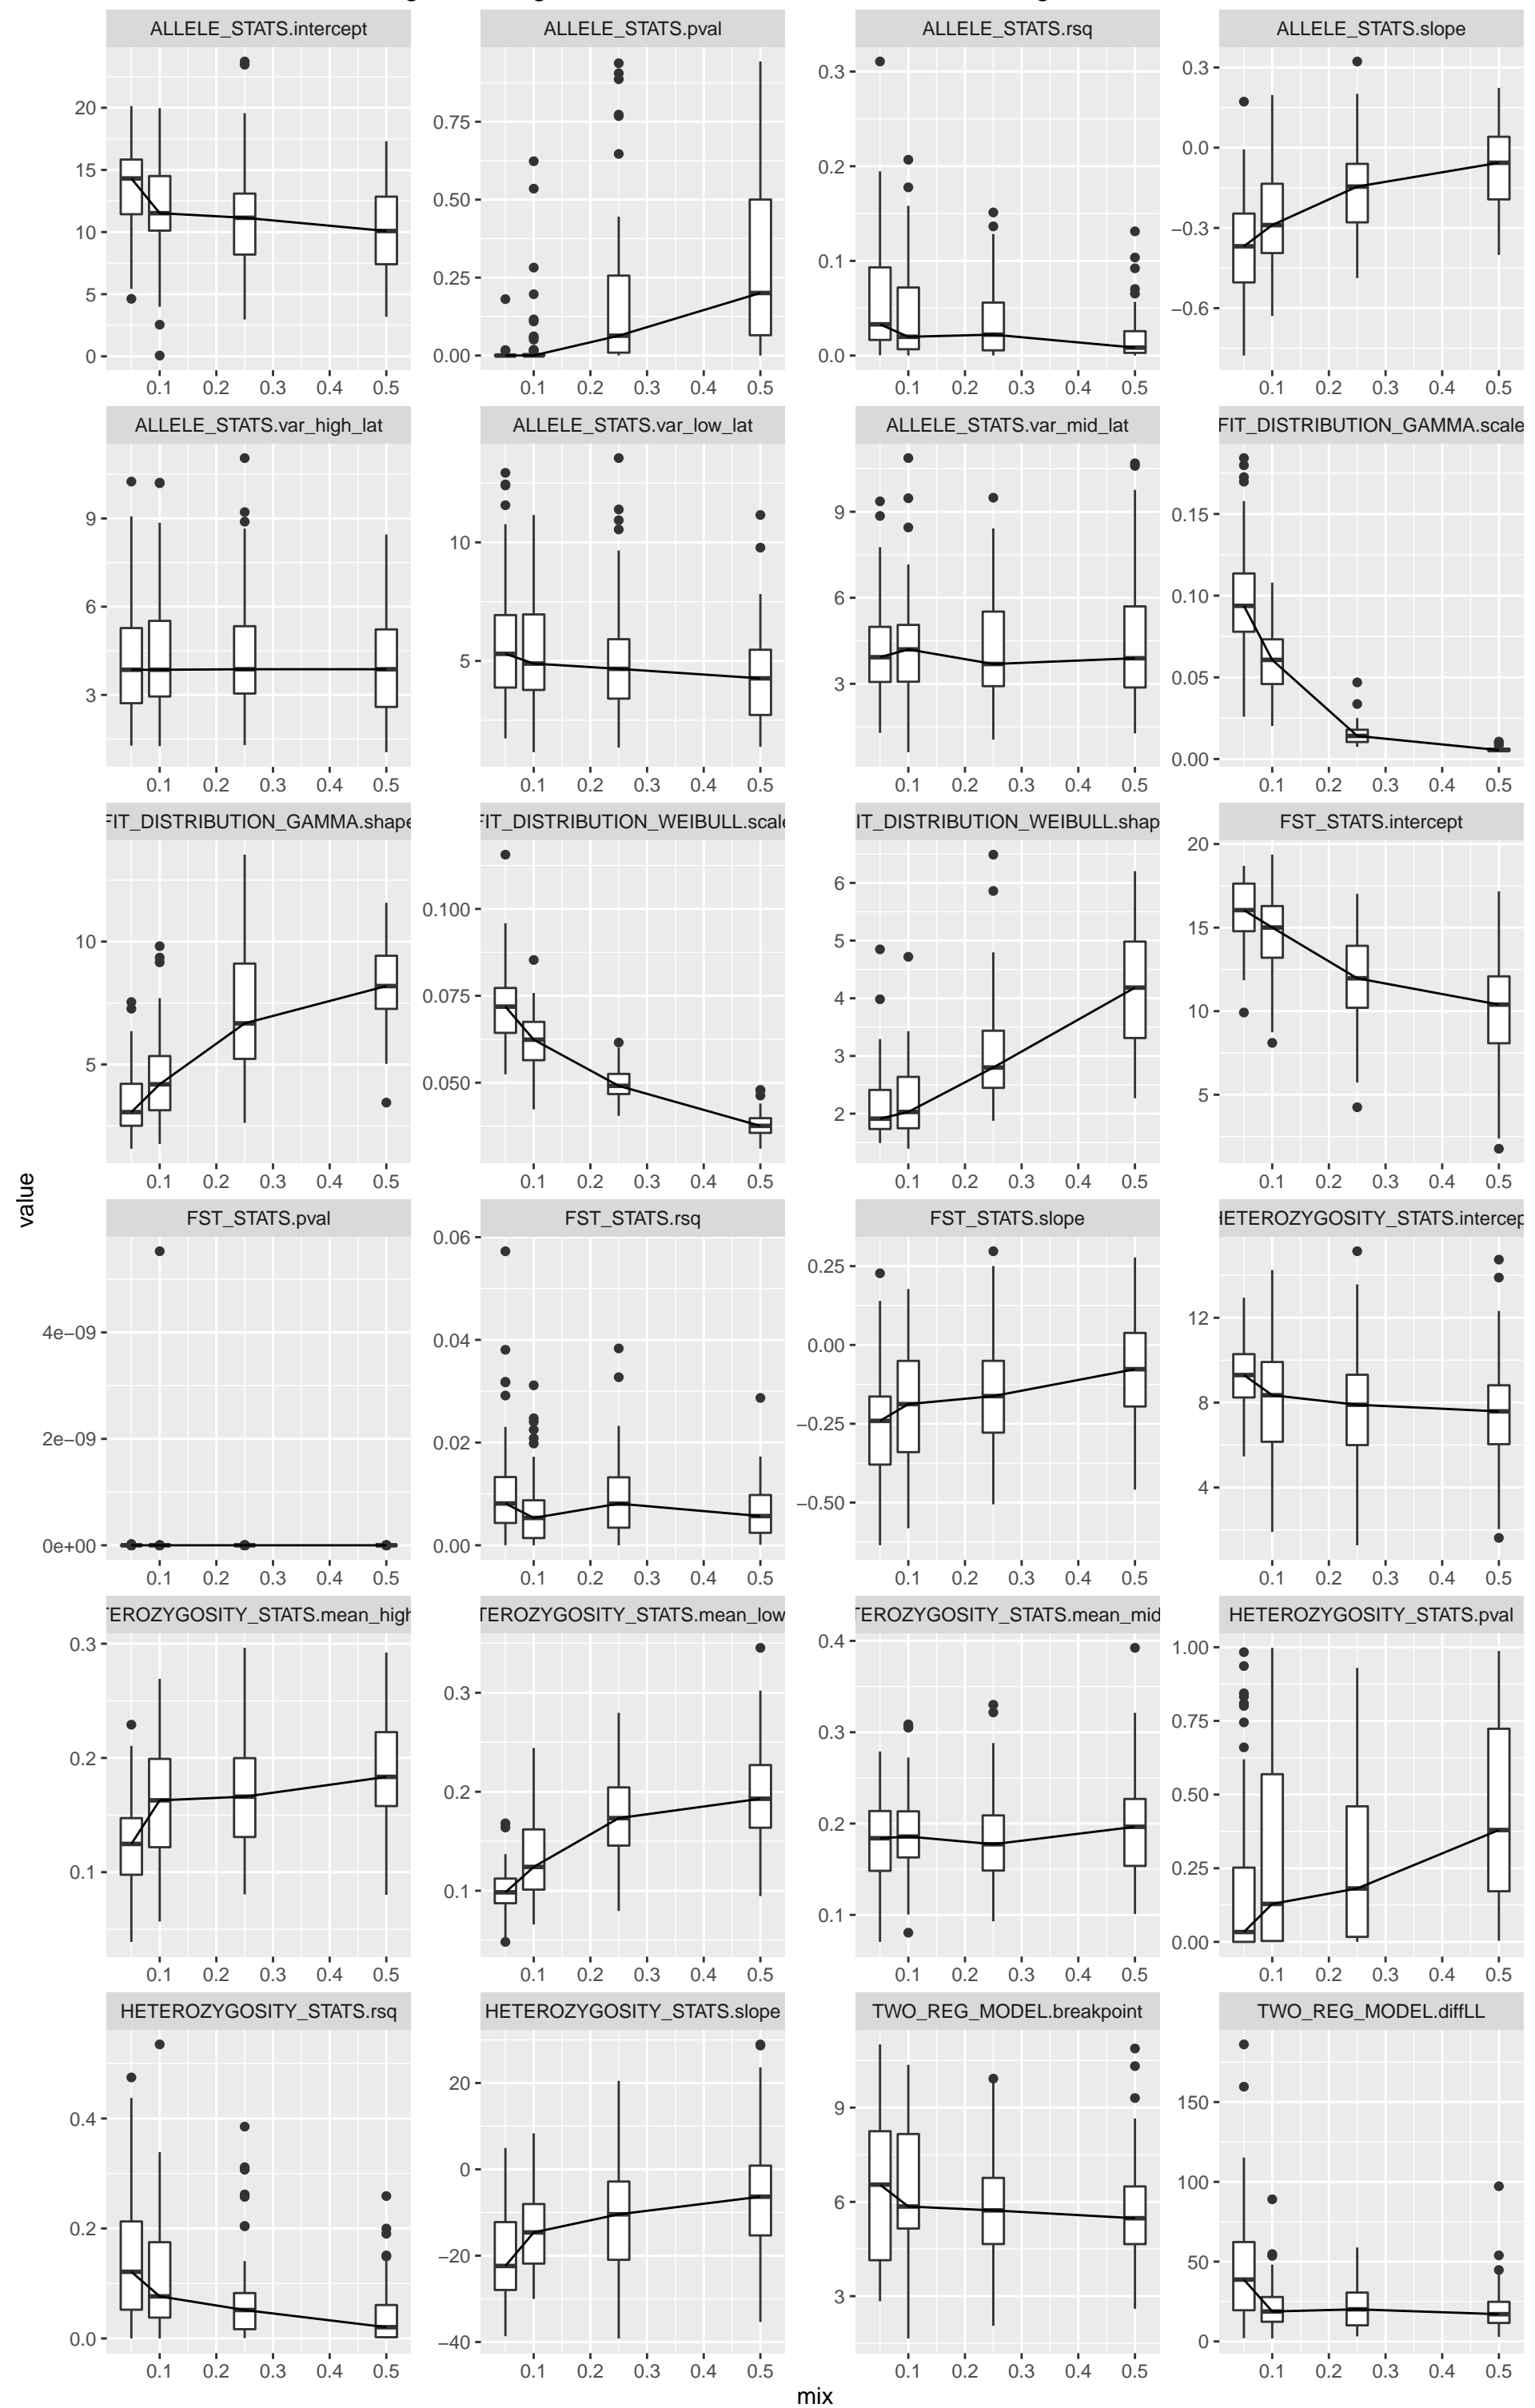 ALLELE_STATS.intercept ALLELE_STATS.pval ALLELE_STATS.rsq ALLELE_STATS.slope
20 15 10 5 0
0.75 0.50 0.25 0.00
0.3 0.2 0.1 0.0
0.3 0.0 −0.3 −0.6
0.1 0.2 0.3 0.4 0.5 0.1 0.2 0.3 0.4 0.5 0.1 0.2 0.3 0.4 0.5 0.1 0.2 0.3 0.4 0.5
ALLELE_STATS.var_high_lat ALLELE_STATS.var_low_lat ALLELE_STATS.var_mid_lat FIT_DISTRIBUTION_GAMMA.scale
9 6 3
10 5
9 6 3
0.15 0.10 0.05 0.00
0.1 0.2 0.3 0.4 0.5 0.1 0.2 0.3 0.4 0.5 0.1 0.2 0.3 0.4 0.5 0.1 0.2 0.3 0.4 0.5
FIT_DISTRIBUTION_GAMMA.shape FIT_DISTRIBUTION_WEIBULL.scale IT_DISTRIBUTION_WEIBULL.shap FST_STATS.intercept
10 5
0.100 0.075 0.050
6 5 4 3 2
20 15 10 5
0.1 0.2 0.3 0.4 0.5 0.1 0.2 0.3 0.4 0.5 0.1 0.2 0.3 0.4 0.5 0.1 0.2 0.3 0.4 0.5
value
FST_STATS.pval FST_STATS.rsq FST_STATS.slope HETEROZYGOSITY_STATS.intercep
4e−09 2e−09 0e+00
0.06 0.04 0.02 0.00
0.25 0.00 −0.25 −0.50
12 8 4
0.1 0.2 0.3 0.4 0.5 0.1 0.2 0.3 0.4 0.5 0.1 0.2 0.3 0.4 0.5 0.1 0.2 0.3 0.4 0.5
TEROZYGOSITY_STATS.mean_high TEROZYGOSITY_STATS.mean_low TEROZYGOSITY_STATS.mean_mid HETEROZYGOSITY_STATS.pval
0.3 0.2 0.1
0.3 0.2 0.1
0.4 0.3 0.2 0.1
1.00 0.75 0.50 0.25 0.00
0.1 0.2 0.3 0.4 0.5 0.1 0.2 0.3 0.4 0.5 0.1 0.2 0.3 0.4 0.5 0.1 0.2 0.3 0.4 0.5
HETEROZYGOSITY_STATS.rsq HETEROZYGOSITY_STATS.slope TWO_REG_MODEL.breakpoint TWO_REG_MODEL.diffLL
0.4 0.2 0.0
20 0 −20 −40
9 6 3
150 100 50 0
0.1 0.2 0.3 0.4 0.5 0.1 0.2 0.3 0.4 0.5 0.1 0.2 0.3 0.4 0.5 0.1 0.2 0.3 0.4 0.5
mix